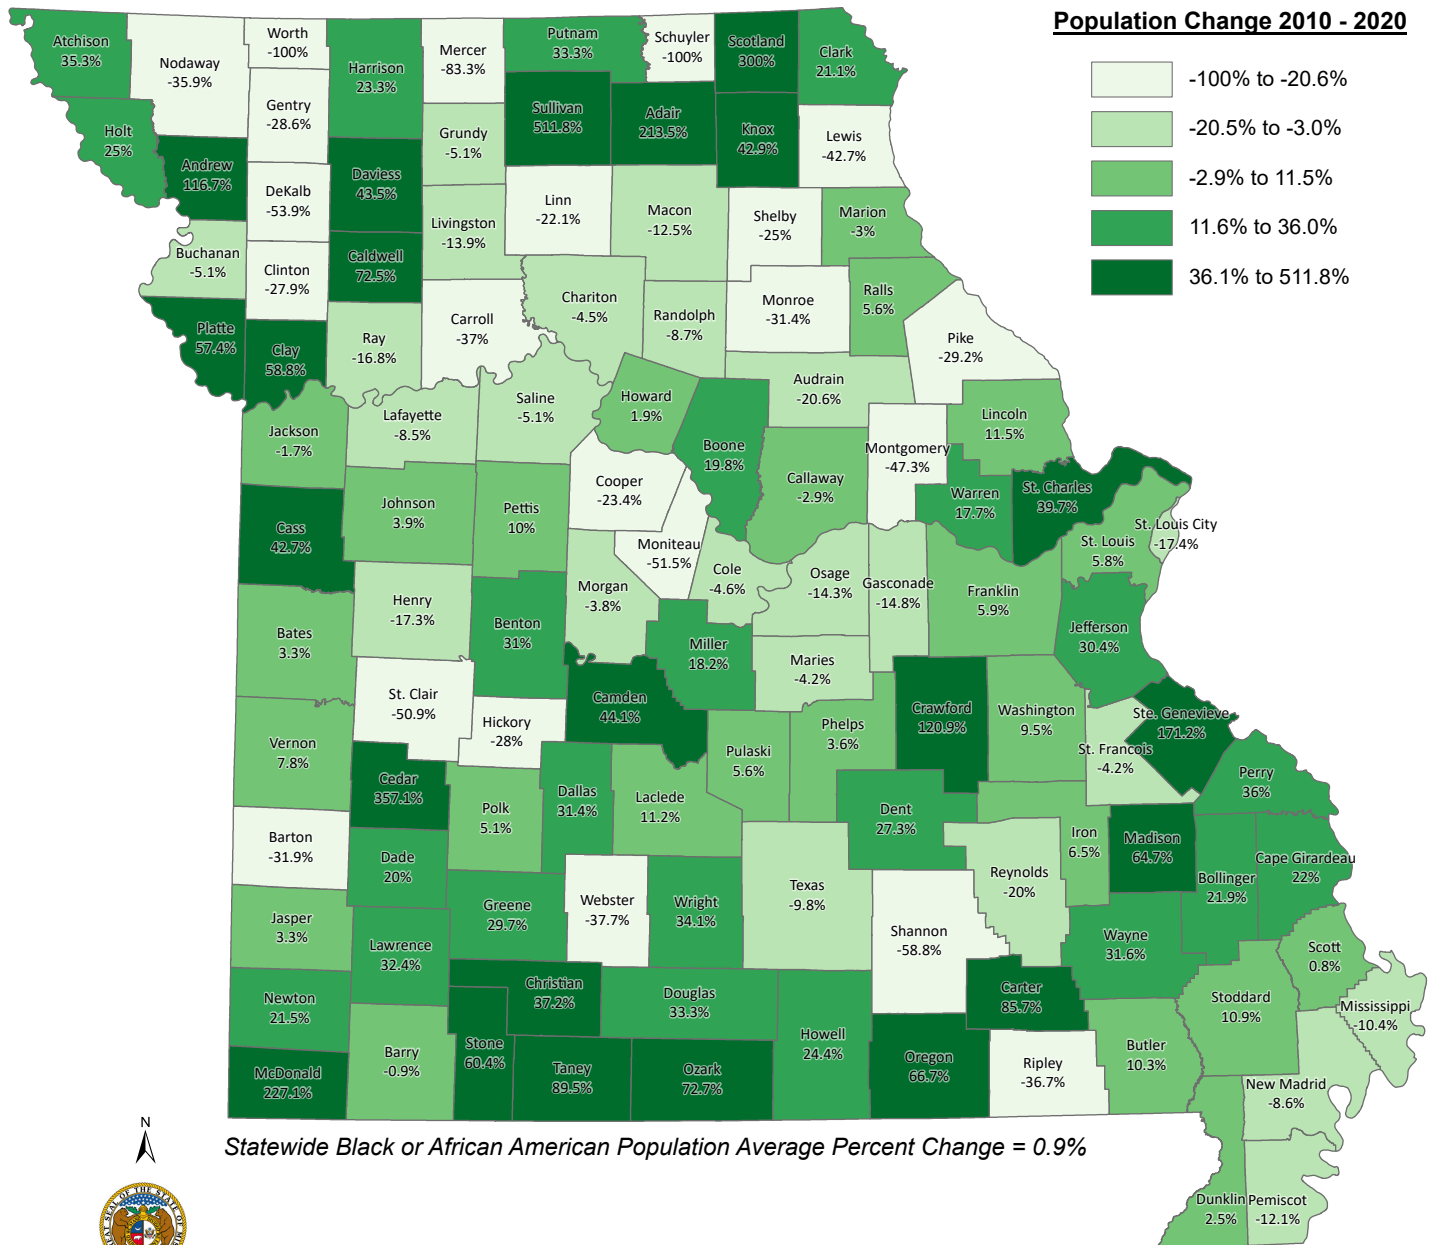 Population Change 2010 - 2020
-100% to -20.6%
-20.5% to -3.0%
-2.9% to 11.5%
11.6% to 36.0%
36.1% to 511.8%
Atchison
35.3%
Nodaway
-35.9%
Worth
-100%
Harrison
23.3%
Mercer
-83.3%
Putnam
33.3%
Schuyler
-100%
Scotland
300%
Clark
21.1%
Holt
25%
Andrew
116.7%
Gentry
-28.6%
DeKalb
-53.9%
Daviess
43.5%
Grundy
-5.1%
Sullivan
511.8%
Adair
213.5%
Knox
42.9%
Lewis
-42.7%
Buchanan
-5.1%
Clinton
-27.9%
Caldwell
72.5%
Livingston
-13.9%
Linn
-22.1%
Macon
-12.5%
Shelby
-25%
Marion
-3%
Platte
57.4%
Clay
58.8%
Ray
-16.8%
Carroll
-37%
Chariton
-4.5%
Randolph
-8.7%
Monroe
-31.4%
Ralls
5.6%
Pike
-29.2%
Jackson
-1.7%
Lafayette
-8.5%
Saline
-5.1%
Howard
1.9%
Boone
19.8%
Audrain
-20.6%
Callaway
-2.9%
Montgomery
-47.3%
Lincoln
11.5%
Warren
17.7%
St. Charles
39.7%
St. Louis City
-17.4%
St. Louis
5.8%
Cass
42.7%
Johnson
3.9%
Pettis
10%
Cooper
-23.4%
Moniteau
-51.5%
Morgan
-3.8%
Cole
-4.6%
Osage
-14.3%
Gasconade
-14.8%
Franklin
5.9%
Jefferson
30.4%
Bates
3.3%
Henry
-17.3%
Benton
31%
Miller
18.2%
Maries
-4.2%
St. Clair
-50.9%
Hickory
-28%
Camden
44.1%
Pulaski
5.6%
Phelps
3.6%
Crawford
120.9%
Washington
9.5%
St. Francois
-4.2%
Ste. Genevieve
171.2%
Perry
36%
Vernon
7.8%
Cedar
357.1%
Polk
5.1%
Dallas
31.4%
Laclede
11.2%
Dent
27.3%
Iron
6.5%
Madison
64.7%
Bollinger
21.9%
Cape Girardeau
22%
Barton
-31.9%
Dade
20%
Greene
29.7%
Webster
-37.7%
Wright
34.1%
Texas
-9.8%
Shannon
-58.8%
Reynolds
-20%
Wayne
31.6%
Scott
0.8%
Jasper
3.3%
Lawrence
32.4%
Newton
21.5%
Christian
37.2%
Douglas
33.3%
Howell
24.4%
Carter
85.7%
Stoddard
10.9%
Mississippi
-10.4%
McDonald
227.1%
Barry
-0.9%
Stone
60.4%
Taney
89.5%
Ozark
72.7%
Oregon
66.7%
Ripley
-36.7%
Butler
10.3%
New Madrid
-8.6%
Dunklin
2.5%
Pemiscot
-12.1%
N
Statewide Black or African American Population Average Percent Change = 0.9%